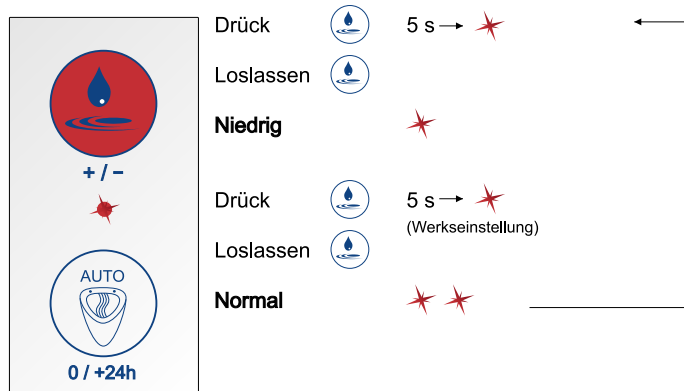 + / −
AUTO
0 / +24h
Drück 5 s
Loslassen
Niedrig
Drück 5 s
(Werkseinstellung)
Loslassen
Normal